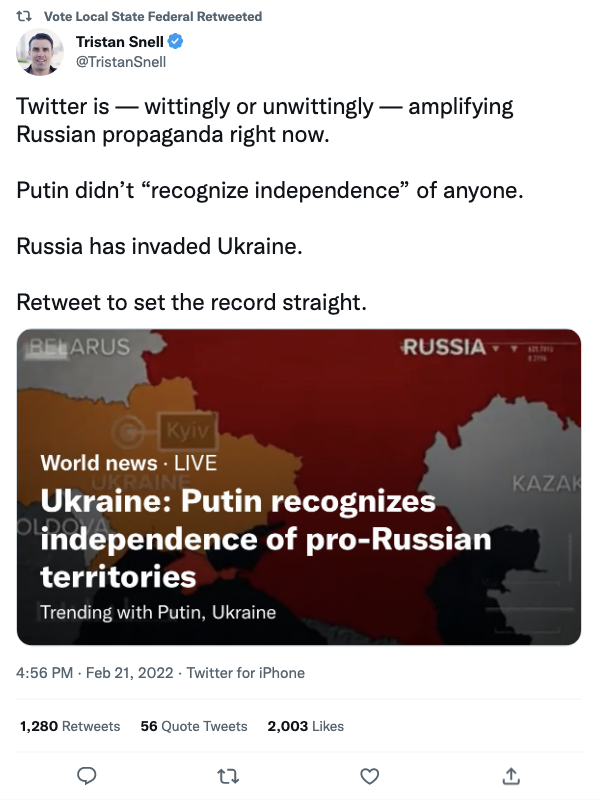 Vote Local State Federal Retweeted
Tristan Snell
@TristanSnell
Twitter is — wittingly or unwittingly — amplifying
Russian propaganda right now.
Putin didn’t “recognize independence” of anyone.
Russia has invaded Ukraine.
Retweet to set the record straight.
BELARUS
RUSSIA
Kyiv
World news · LIVE
UKRAINE
KAZAK
Ukraine: Putin recognizes
OLDOVA
independence of pro-Russian
territories
Trending with Putin, Ukraine
4:56 PM · Feb 21, 2022 · Twitter for iPhone
1,280 Retweets 56 Quote Tweets 2,003 Likes